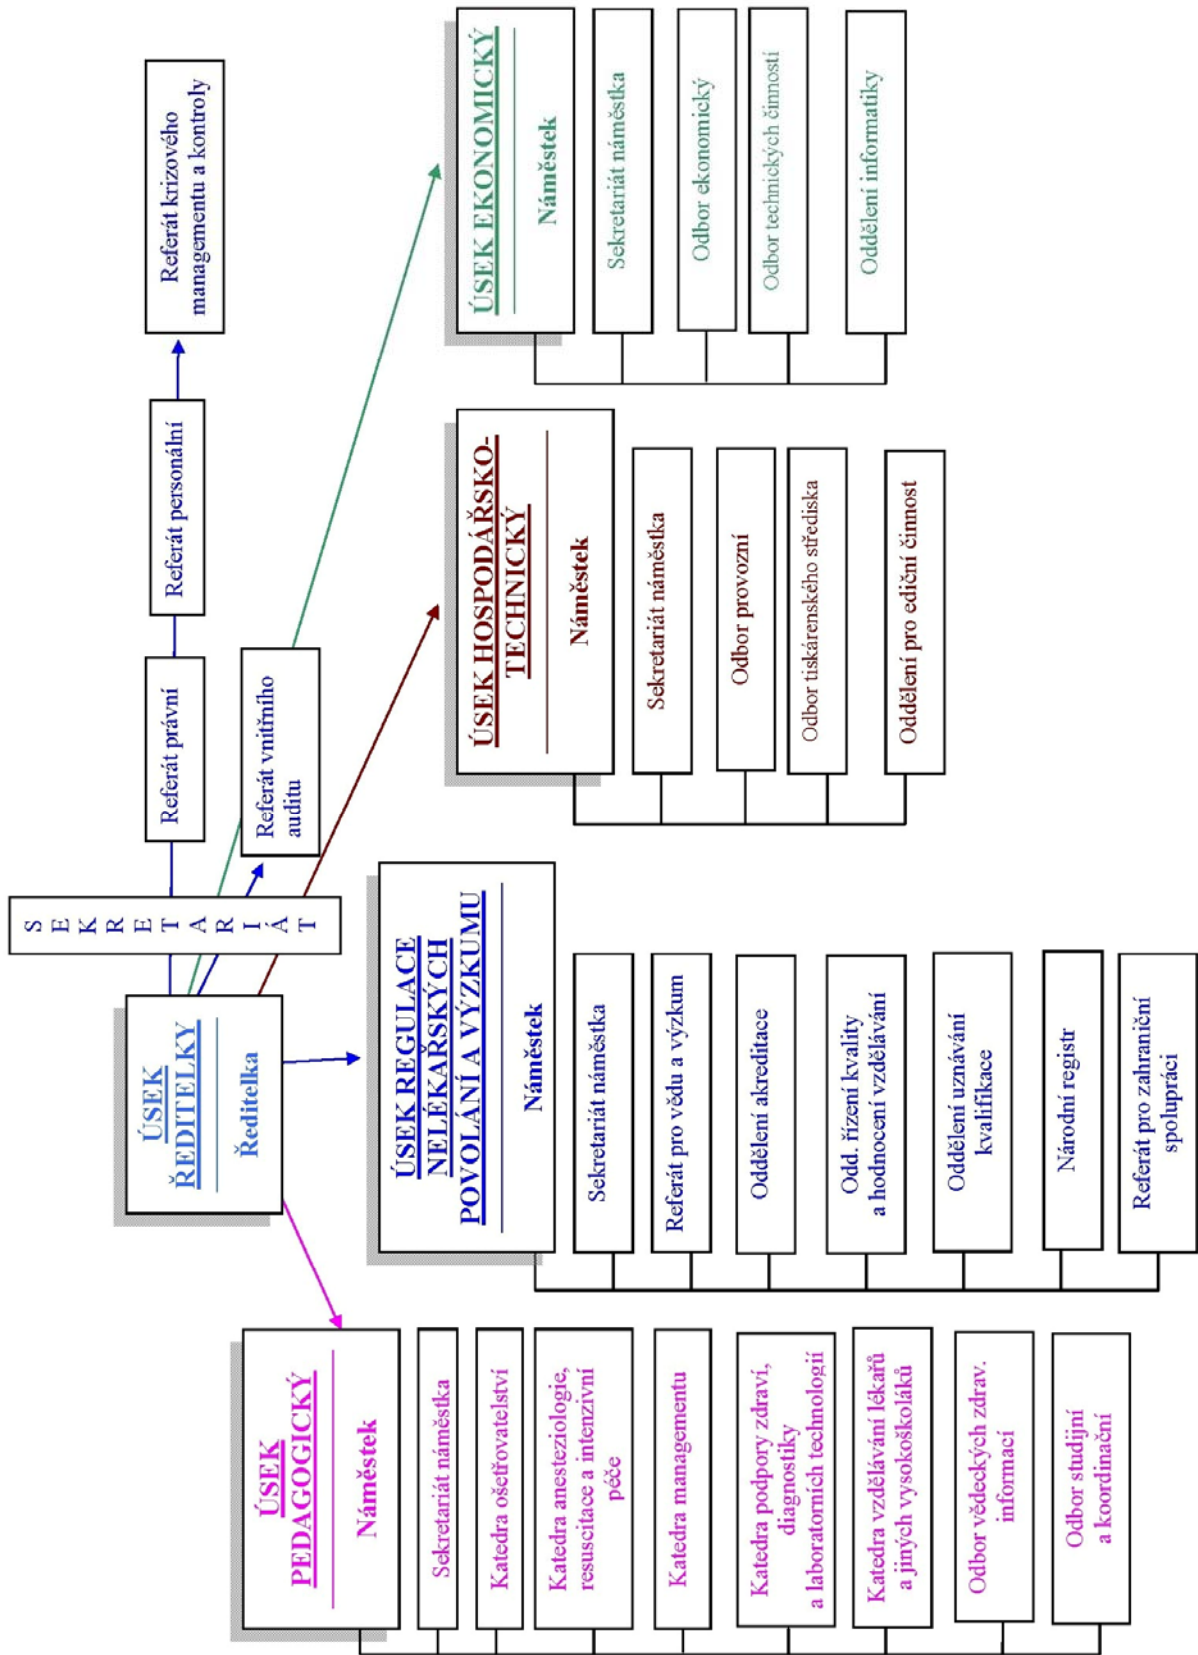 ÚSEK
ŘEDITELKY
Ředitelka
S
E
K
R
E
T
A
R
I
Á
T
Referát právní
Referát personální
Referát krizového
managementu a kontroly
Referát vnitřního
auditu
ÚSEK
PEDAGOGICKÝ
Náměstek
Sekretariát náměstka
Katedra ošetřovatelství
Katedra anesteziologie,
resuscitace a intenzivní
péče
Katedra managementu
Katedra podpory zdraví,
diagnostiky
a laboratorních technologií
Katedra vzdělávání lékařů
a jiných vysokoškoláků
Odbor vědeckých zdrav.
informací
Odbor studijní
a koordinační
ÚSEK REGULACE
NELÉKAŘSKÝCH
POVOLÁNÍ A VÝZKUMU
Náměstek
Sekretariát náměstka
Referát pro vědu a výzkum
Oddělení akreditace
Odd. řízení kvality
a hodnocení vzdělávání
Oddělení uznávání
kvalifikace
Národní registr
Referát pro zahraniční
spolupráci
ÚSEK HOSPODÁŘSKO-
TECHNICKÝ
Náměstek
Sekretariát náměstka
Odbor provozní
Odbor tiskárenského střediska
Oddělení pro ediční činnost
ÚSEK EKONOMICKÝ
Náměstek
Sekretariát náměstka
Odbor ekonomický
Odbor technických činností
Oddělení informatiky